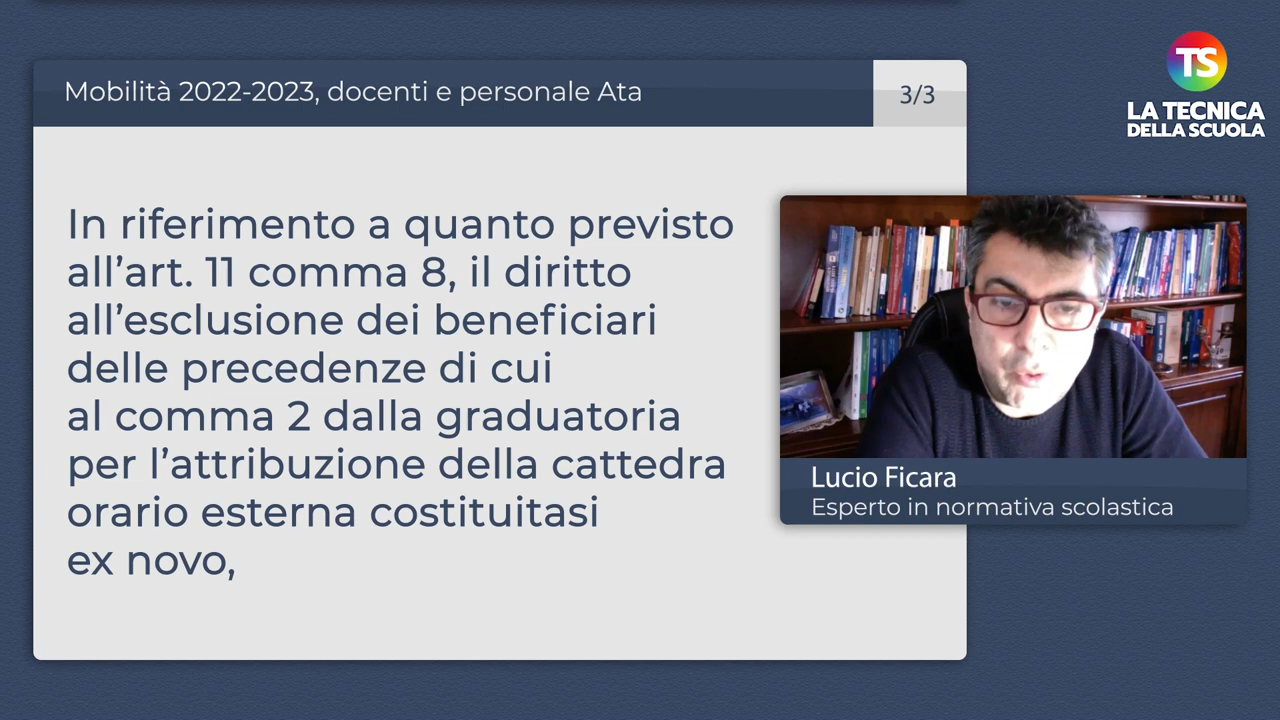 Mobilità 2022-2023, docenti e personale Ata
3/3
In riferimento a quanto previsto
all’art. 11 comma 8, il diritto
all’esclusione dei beneficiari
delle precedenze di cui
al comma 2 dalla graduatoria
per l’attribuzione della cattedra
orario esterna costituitasi
ex novo,
TS
LA TECNICA
DELLA SCUOLA
Lucio Ficara
Esperto in normativa scolastica